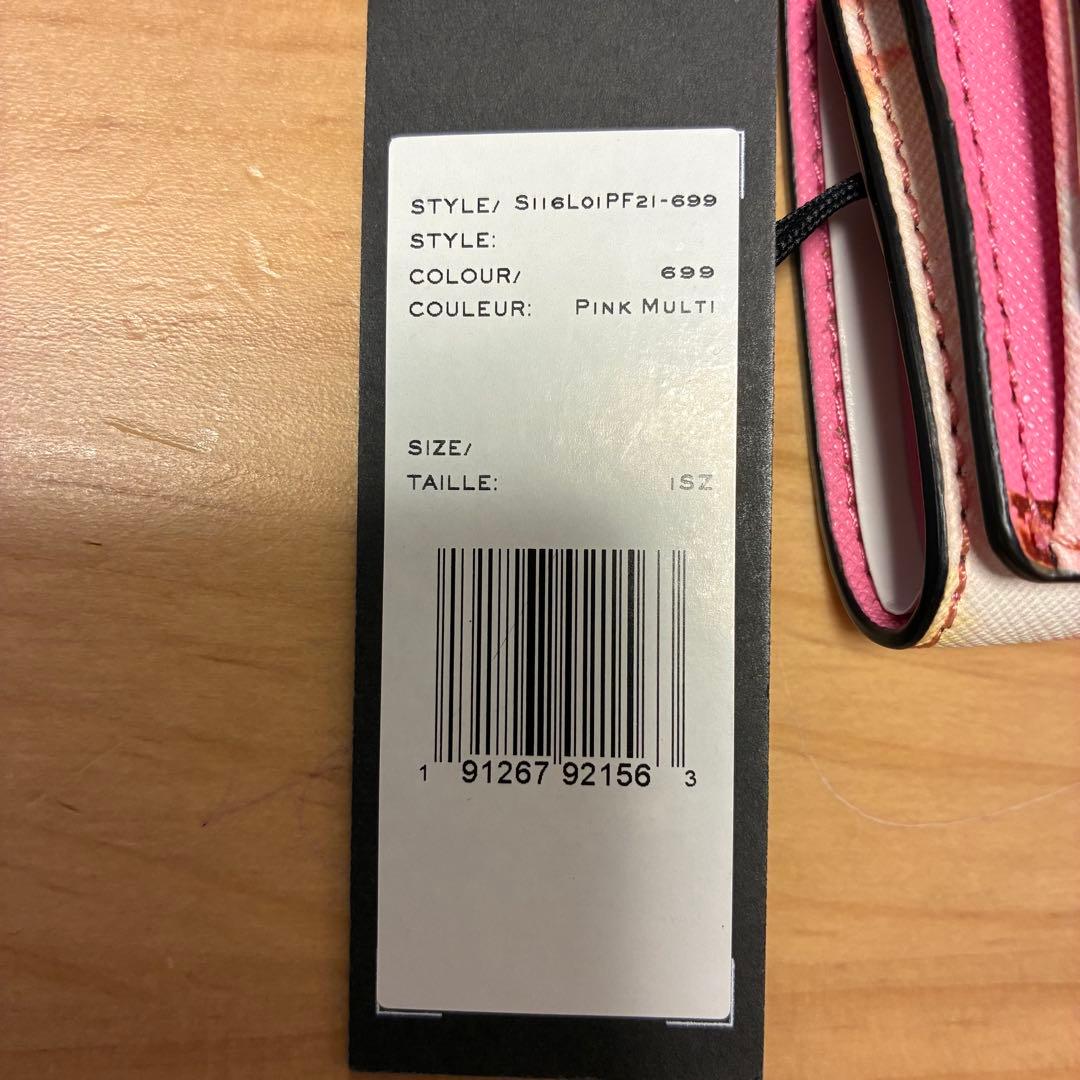 STYLE/ S116L01PF21-699
STYLE:
COLOUR/ 699
COULEUR: PINK MULTI
SIZE/
TAILLE: 1SZ
1 91267 92156 3